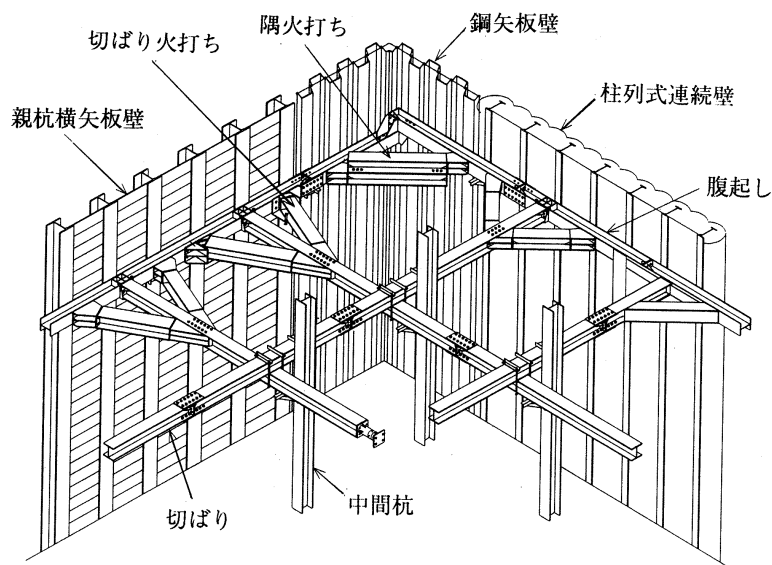 鋼矢板壁
隅火打ち
切ばり火打ち
柱列式連続壁
親杭横矢板壁
腹起し
中間杭
切ばり